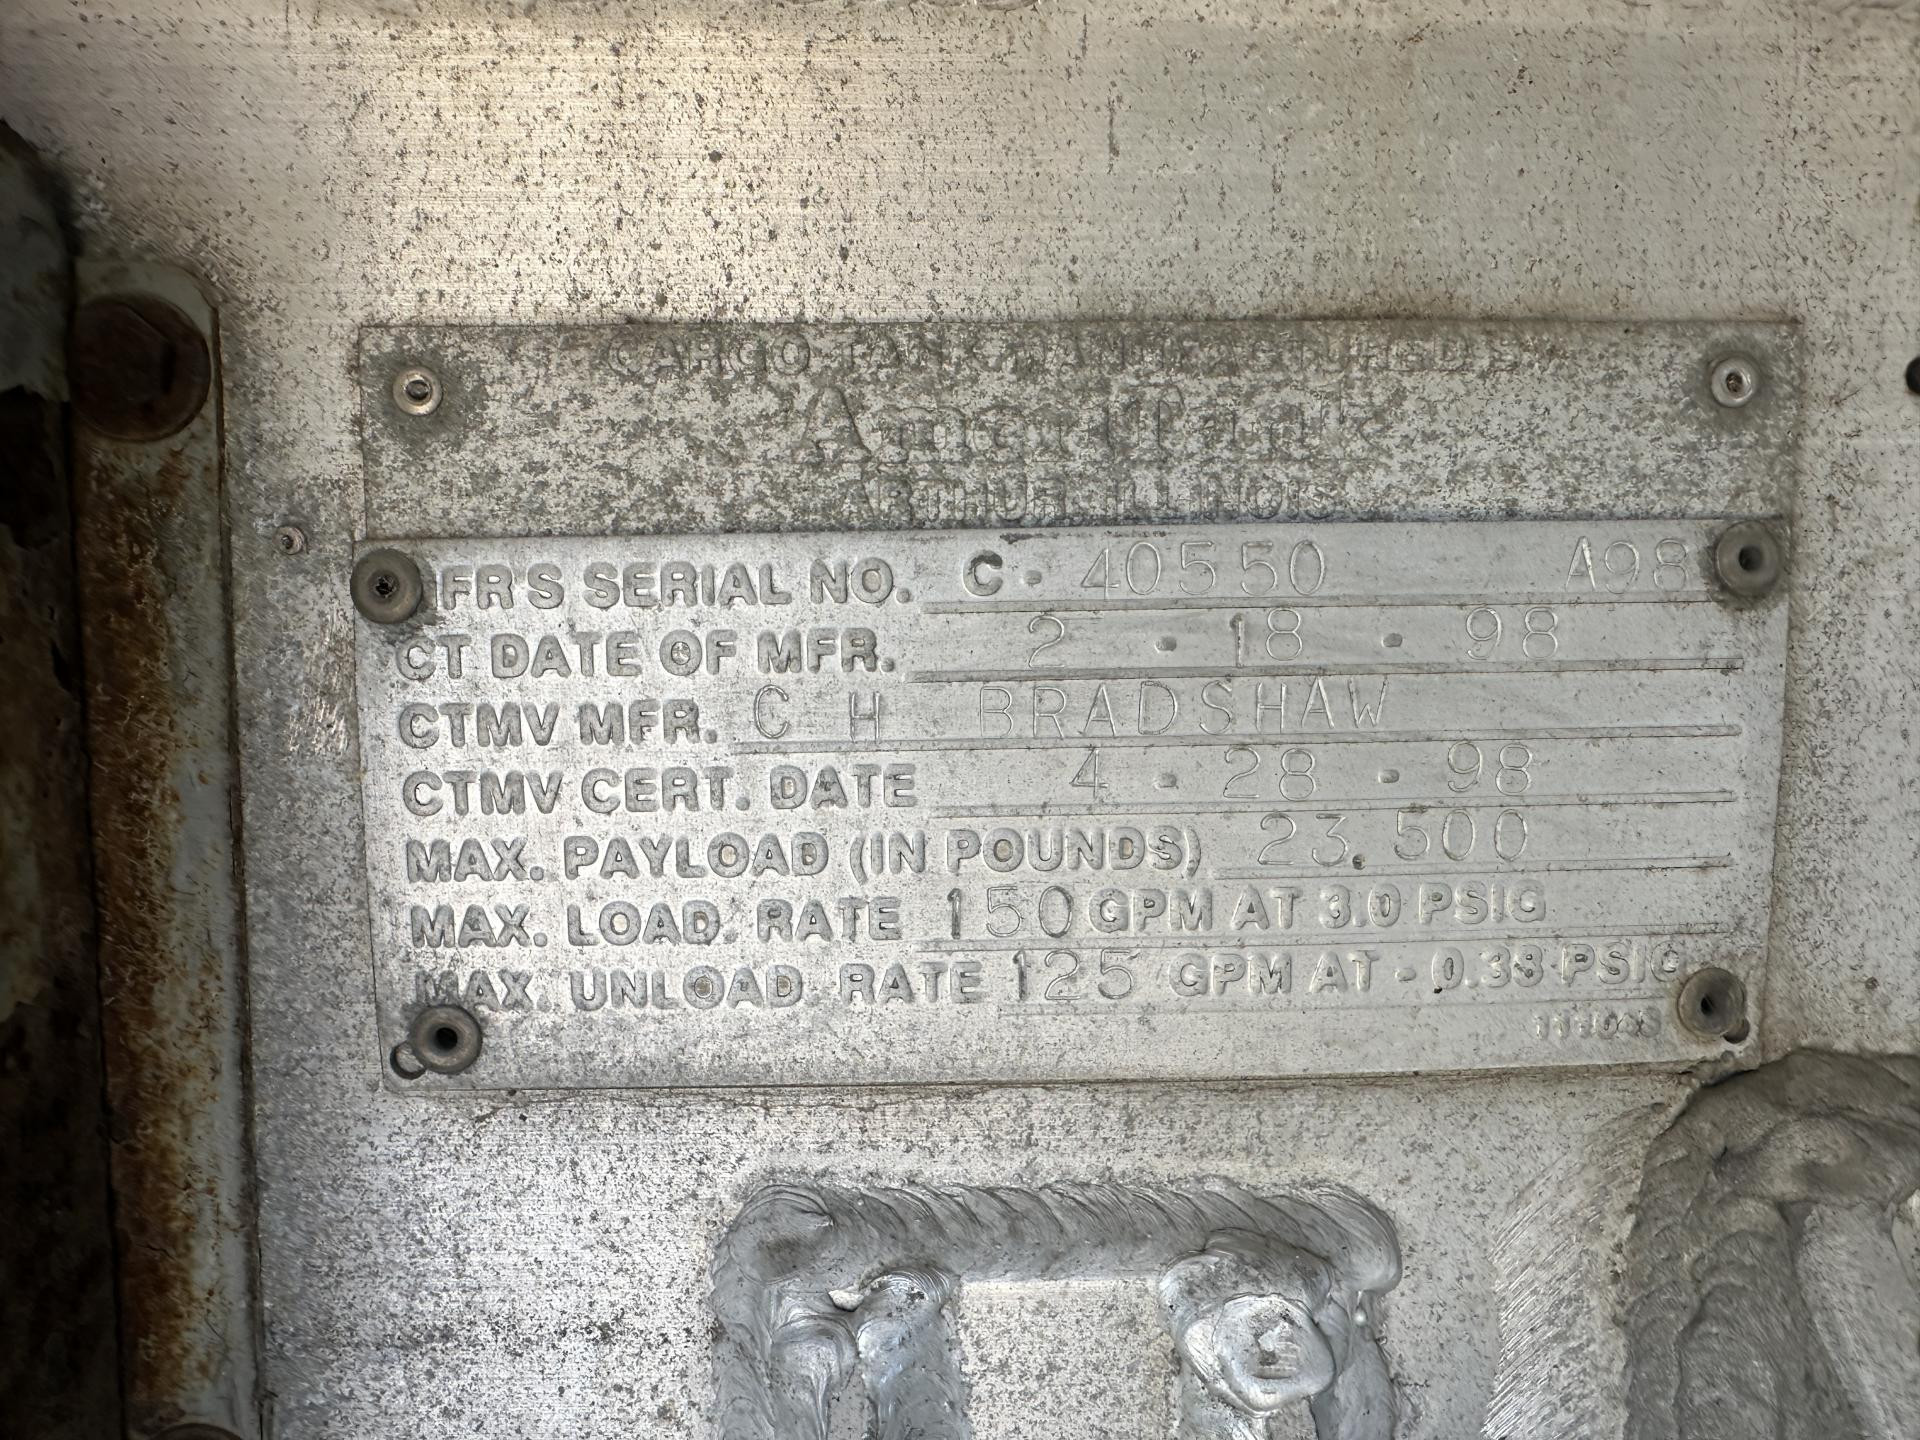 CARGO TANK MANUFACTURED B
AmeriTank
ARTHUR, ILLINOIS
FR'S SERIAL NO. C - 40550 A98
CT DATE OF MFR. 2 - 18 - 98
CTMV MFR. C H BRADSHAW
CTMV CERT. DATE 4 - 28 - 98
MAX. PAYLOAD (IN POUNDS) 23,500
MAX. LOAD. RATE 150 GPM AT 3.0 PSIG
MAX. UNLOAD. RATE 125 GPM AT - 0.38 PSIG